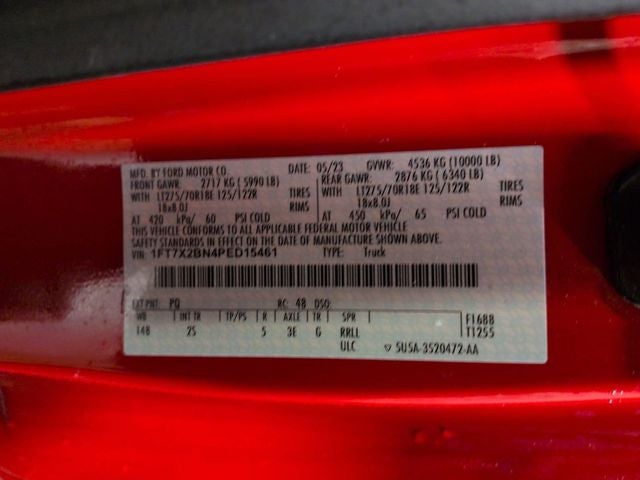 MFD. BY FORD MOTOR CO. DATE: 05/23 GVWR: 4536 KG (10000 LB)
FRONT GAWR: 2717 KG (5990 LB) REAR GAWR: 2876 KG (6340 LB)
WITH LT275/70R18E 125/122R TIRES WITH LT275/70R18E 125/122R TIRES
18x8.0J RIMS 18x8.0J RIMS
AT 420 kPa/ 60 PSI COLD AT 450 kPa/ 65 PSI COLD
THIS VEHICLE CONFORMS TO ALL APPLICABLE FEDERAL MOTOR VEHICLE
SAFETY STANDARDS IN EFFECT ON THE DATE OF MANUFACTURE SHOWN ABOVE.
VIN: 1FT7X2BN4PED15461 TYPE: Truck
EXT PNT: PQ RC: 48 DSO:
WB INT TR TP/PS R AXLE TR SPR F1688
148 25 5 3E G RRLL T1255
ULC ▽ 5U5A-3520472-AA